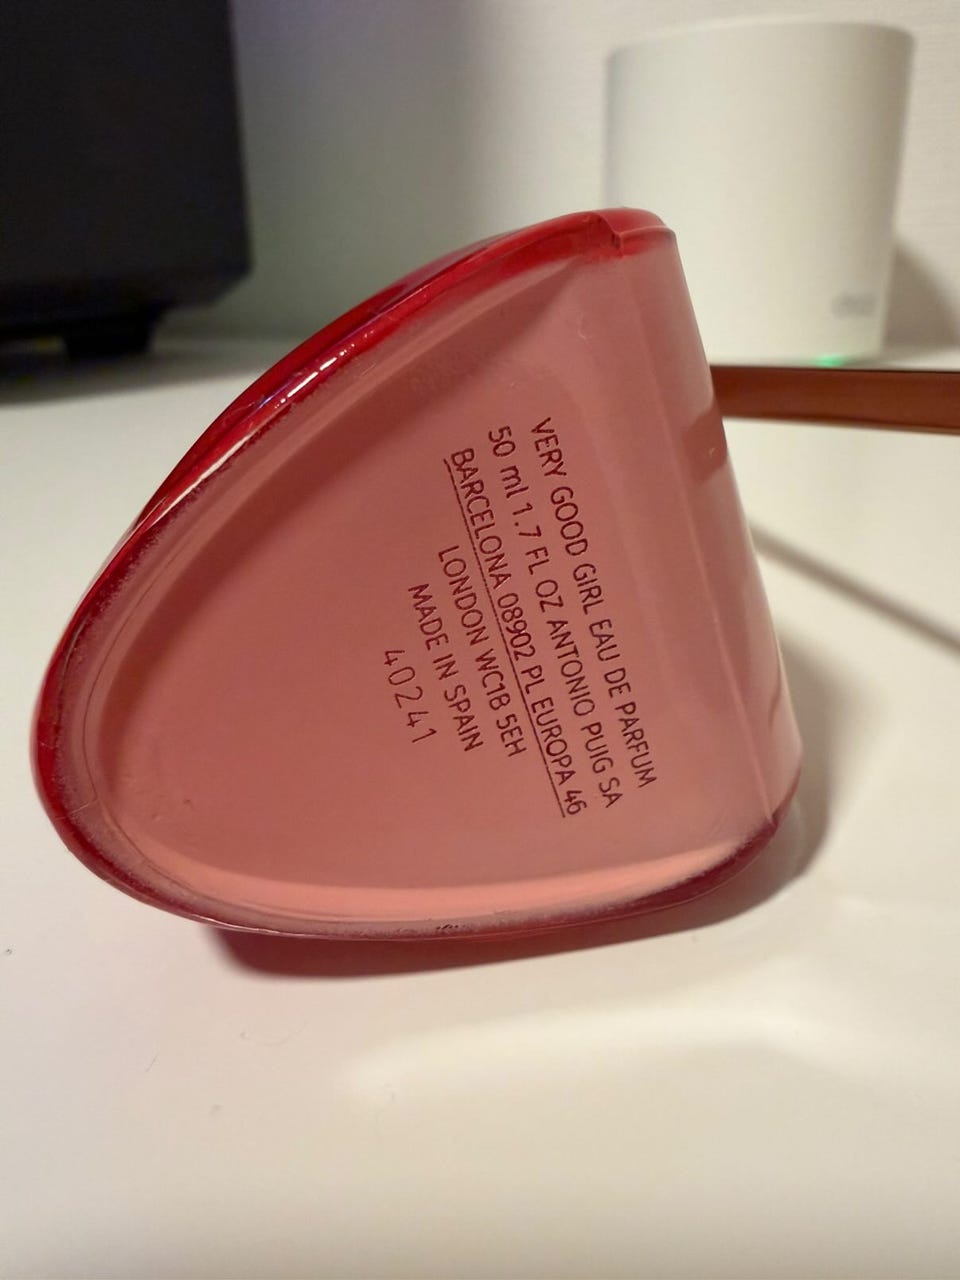 VERY GOOD GIRL EAU DE PARFUM
50 ml 1.7 FL OZ ANTONIO PUIG SA
BARCELONA 08902 PL EUROPA 46
LONDON WC1B 5EH
MADE IN SPAIN
40241